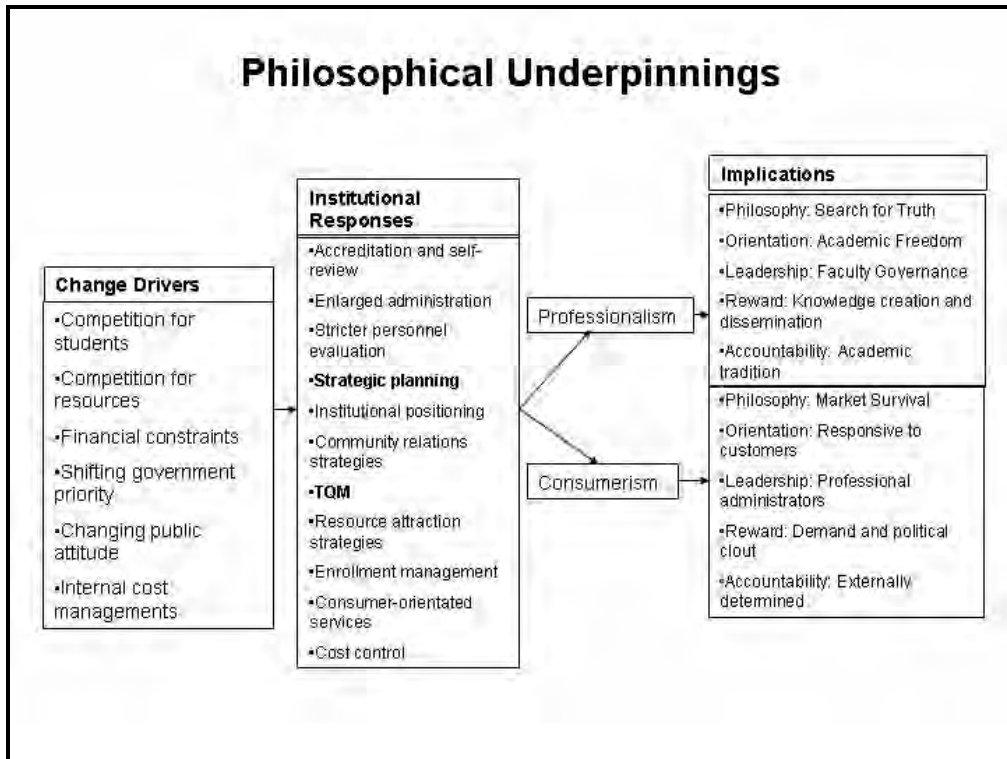 Philosophical Underpinnings
Change Drivers
•Competition for
students
•Competition for
resources
•Financial constraints
•Shifting government
priority
•Changing public
attitude
•Internal cost
managements
Institutional
Responses
•Accreditation and self-
review
•Enlarged administration
•Stricter personnel
evaluation
•Strategic planning
•Institutional positioning
•Community relations
strategies
•TQM
•Resource attraction
strategies
•Enrollment management
•Consumer-orientated
services
•Cost control
Professionalism
Consumerism
Implications
•Philosophy: Search for Truth
•Orientation: Academic Freedom
•Leadership: Faculty Governance
•Reward: Knowledge creation and
dissemination
•Accountability: Academic
tradition
•Philosophy: Market Survival
•Orientation: Responsive to
customers
•Leadership: Professional
administrators
•Reward: Demand and political
clout
•Accountability: Externally
determined